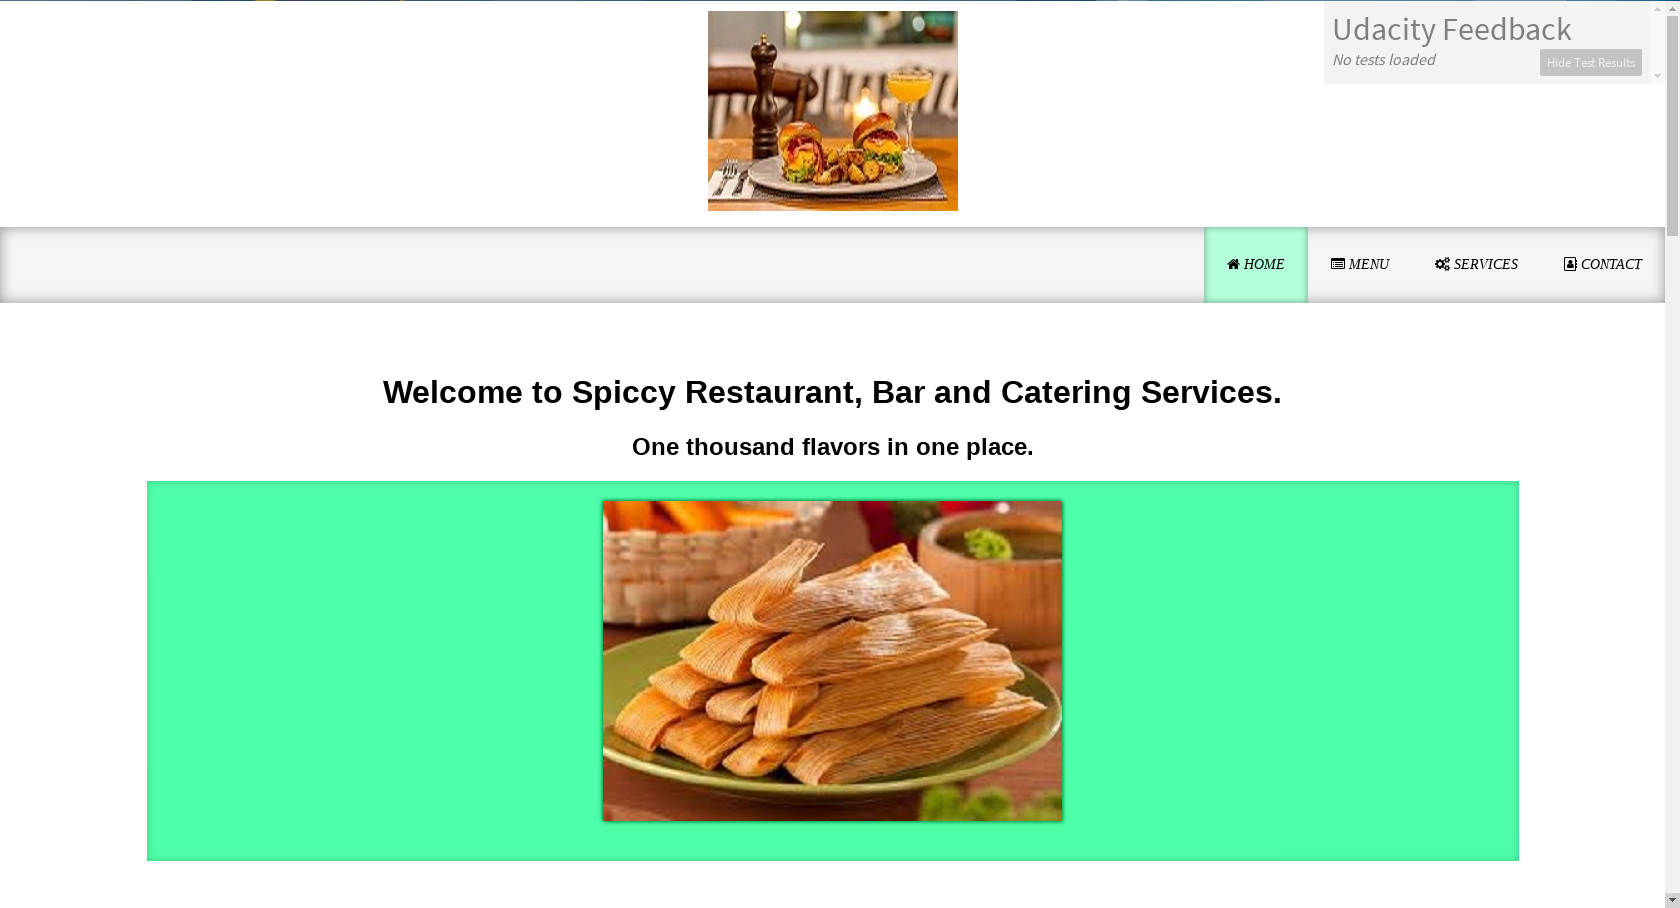 Udacity Feedback
No tests loaded
Hide Test Results
HOME
MENU
SERVICES
CONTACT
Welcome to Spiccy Restaurant, Bar and Catering Services.
One thousand flavors in one place.